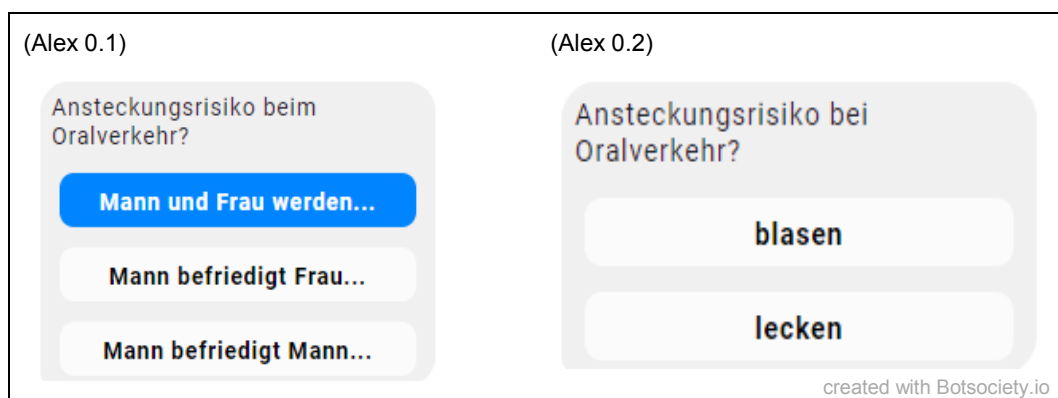 (Alex 0.1)
Ansteckungsrisiko beim
Oralverkehr?
Mann und Frau werden...
Mann befriedigt Frau...
Mann befriedigt Mann...
(Alex 0.2)
Ansteckungsrisiko bei
Oralverkehr?
blasen
lecken
created with Botsociety.io